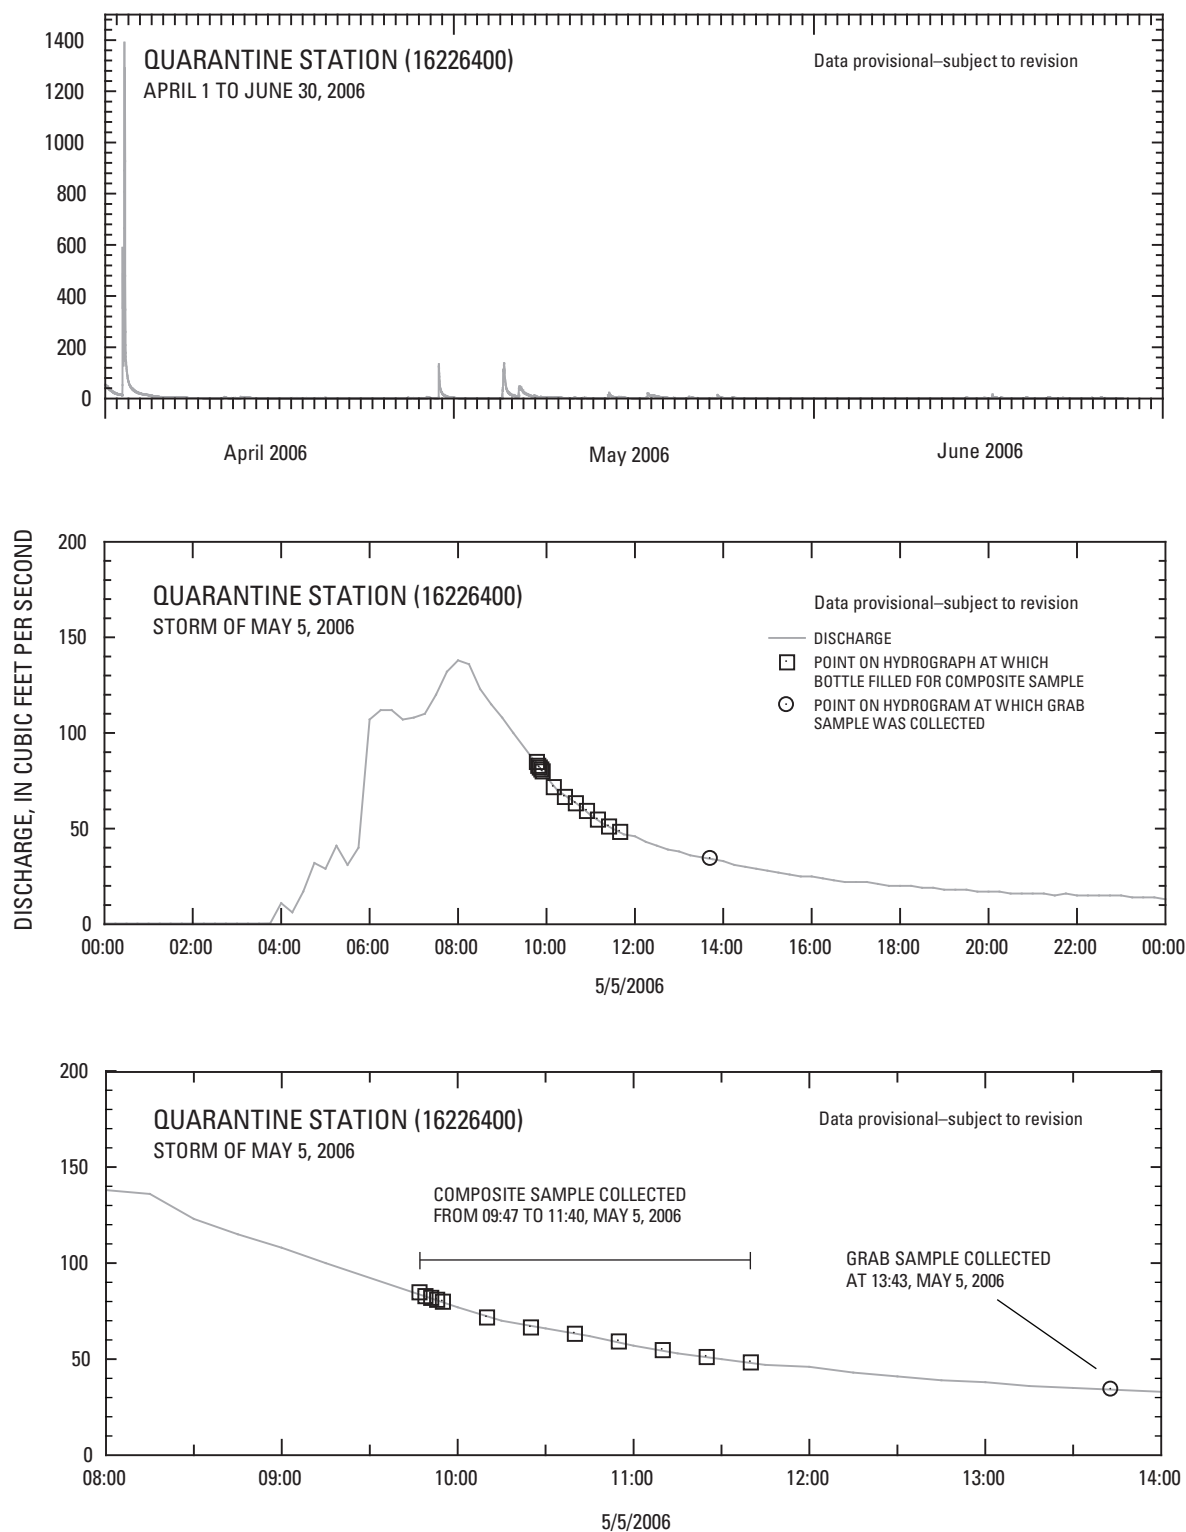 1400
QUARANTINE STATION (16226400)
Data provisional–subject to revision
APRIL 1 TO JUNE 30, 2006
1200
1000
800
600
400
200
0
April 2006
May 2006
June 2006
DISCHARGE, IN CUBIC FEET PER SECOND
200
QUARANTINE STATION (16226400)
STORM OF MAY 5, 2006
Data provisional–subject to revision
DISCHARGE
POINT ON HYDROGRAPH AT WHICH
BOTTLE FILLED FOR COMPOSITE SAMPLE
POINT ON HYDROGRAM AT WHICH GRAB
SAMPLE WAS COLLECTED
150
100
50
0
00:00 02:00 04:00 06:00 08:00 10:00 12:00 14:00 16:00 18:00 20:00 22:00 00:00
5/5/2006
200
QUARANTINE STATION (16226400)
STORM OF MAY 5, 2006
Data provisional–subject to revision
150
COMPOSITE SAMPLE COLLECTED
FROM 09:47 TO 11:40, MAY 5, 2006
100
GRAB SAMPLE COLLECTED
AT 13:43, MAY 5, 2006
50
0
08:00 09:00 10:00 11:00 12:00 13:00 14:00
5/5/2006